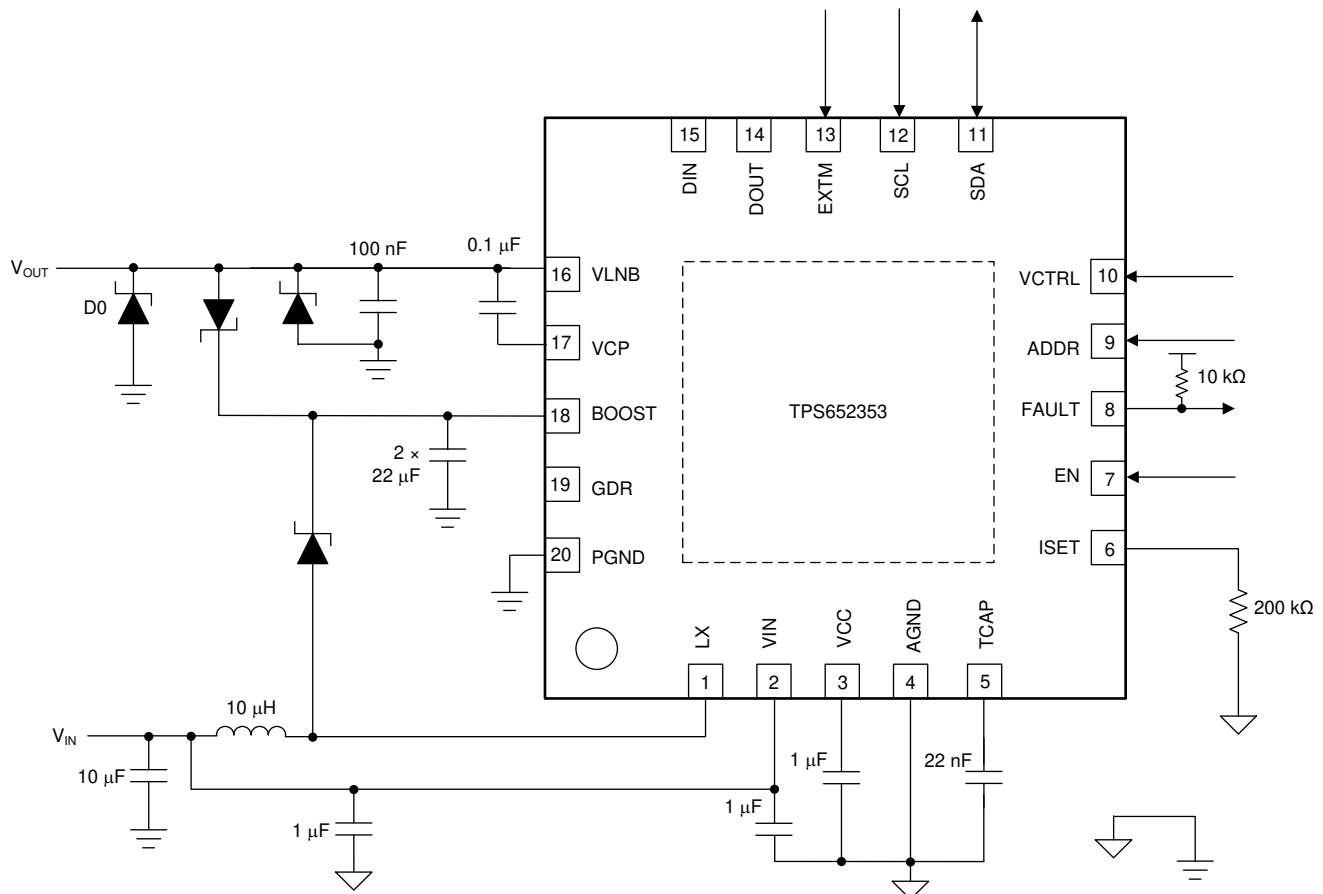 15
14
13
12
11
DIN
DOUT
EXTM
SCL
SDA
100 nF
0.1 μF
VOUT
16
VLNB
D0
17
VCP
18
BOOST
2 ×
22 μF
19
GDR
20
PGND
TPS652353
VCTRL
10
ADDR
9
10 kΩ
FAULT
8
EN
7
ISET
6
200 kΩ
LX
VIN
VCC
AGND
TCAP
1
2
3
4
5
10 μH
VIN
10 μF
1 μF
1 μF
1 μF
22 nF